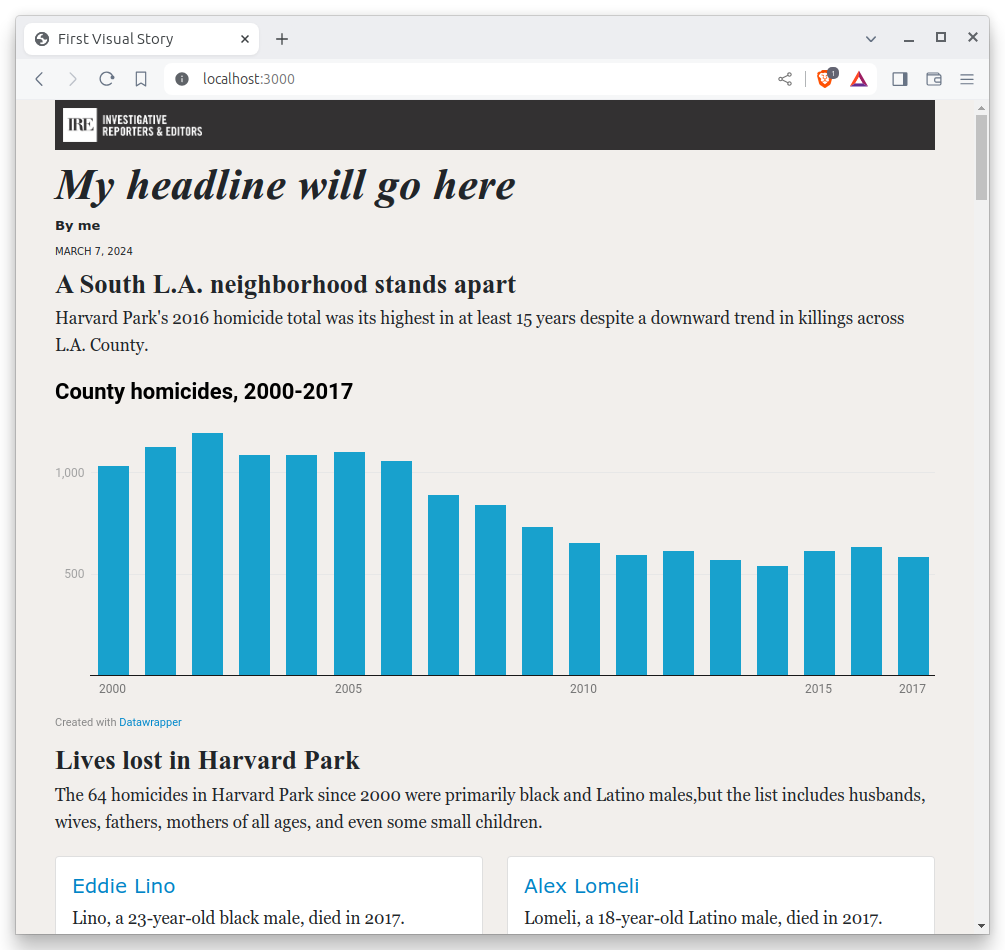 First Visual Story
localhost:3000
1
IRE
INVESTIGATIVE
REPORTERS & EDITORS
My headline will go here
By me
MARCH 7, 2024
A South L.A. neighborhood stands apart
Harvard Park's 2016 homicide total was its highest in at least 15 years despite a downward trend in killings across
L.A. County.
County homicides, 2000-2017
1,000
500
2000 2005 2010 2015 2017
Created with Datawrapper
Lives lost in Harvard Park
The 64 homicides in Harvard Park since 2000 were primarily black and Latino males,but the list includes husbands,
wives, fathers, mothers of all ages, and even some small children.
Eddie Lino
Lino, a 23-year-old black male, died in 2017.
Alex Lomeli
Lomeli, a 18-year-old Latino male, died in 2017.